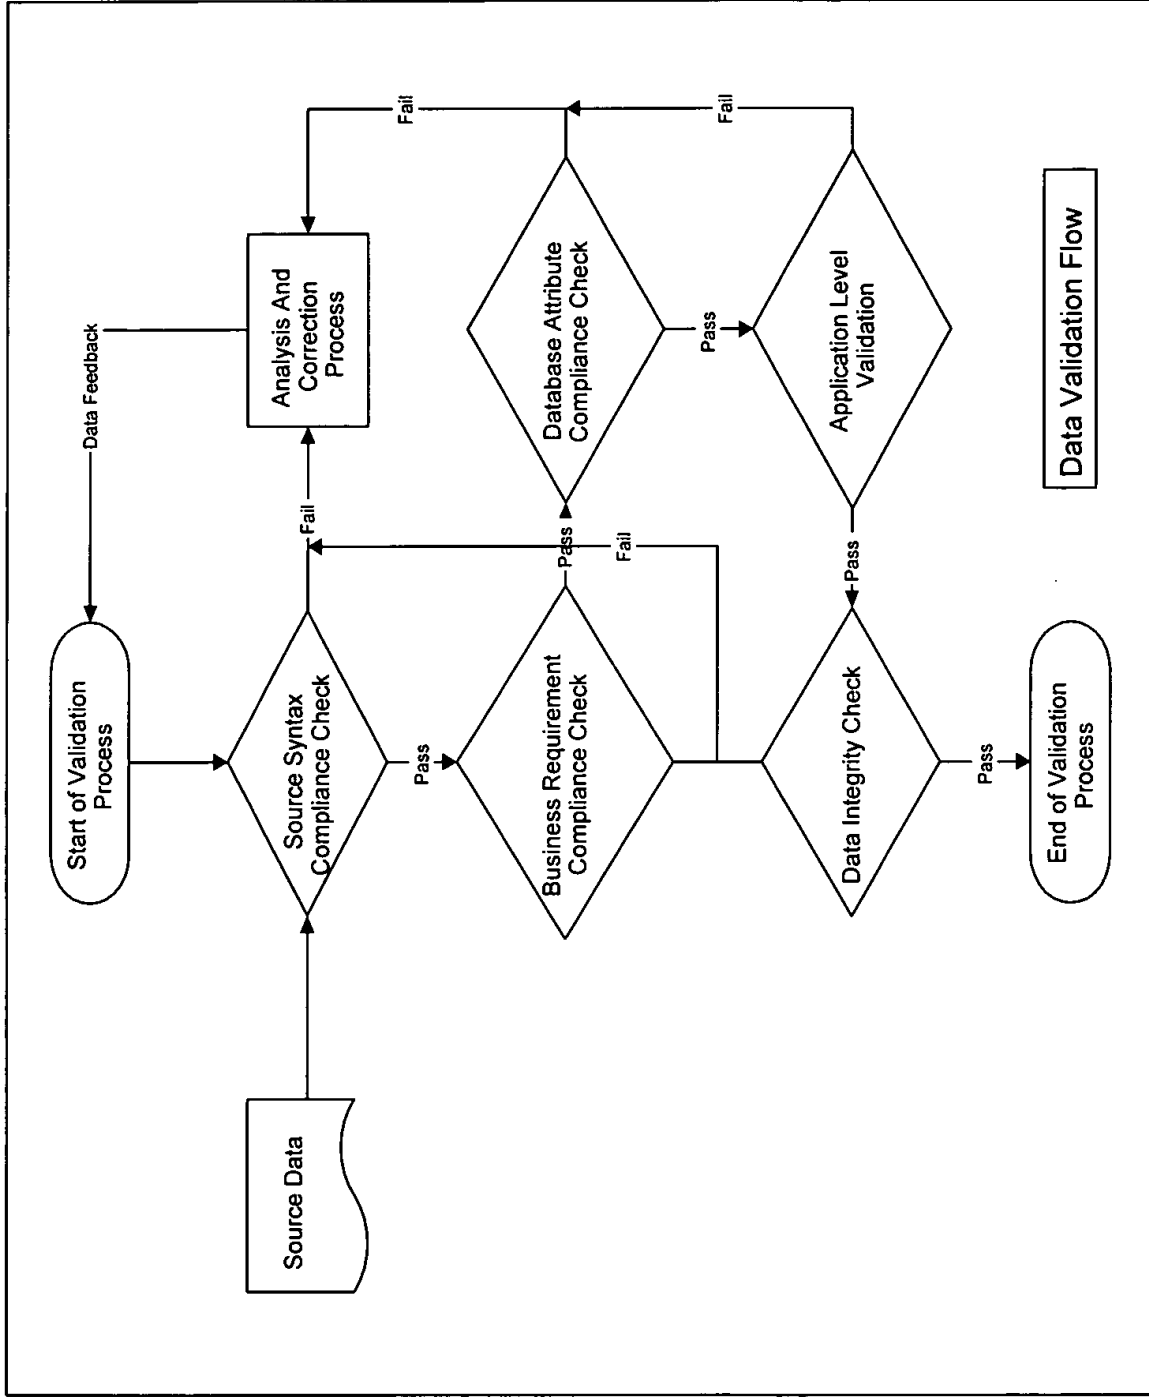 Start of Validation
Process
Data Feedback
Source Data
Source Syntax
Compliance Check
Fail
Analysis And
Correction
Process
Pass
Fail
Business Requirement
Compliance Check
Pass
Fail
Database Attribute
Compliance Check
Pass
Fail
Data Integrity Check
Pass
Application Level
Validation
Pass
End of Validation
Process
Data Validation Flow